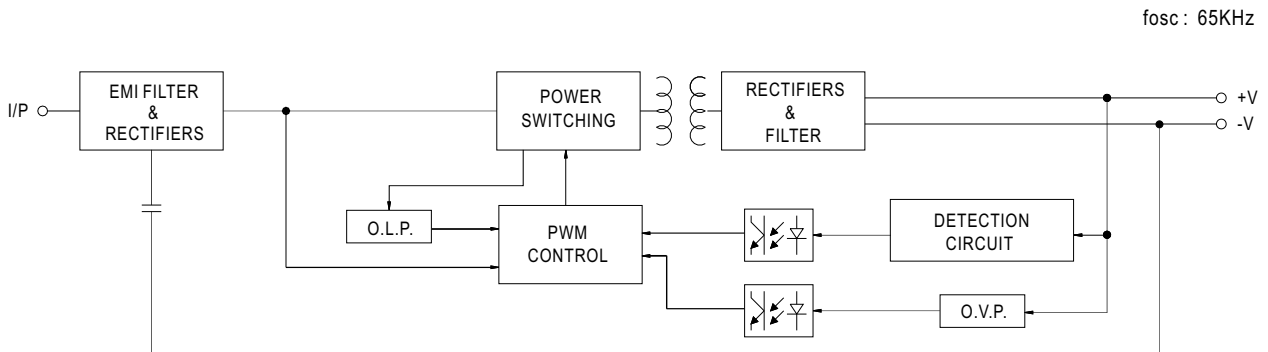 fosc : 65KHz
I/P
EMI FILTER
&
RECTIFIERS
POWER
SWITCHING
RECTIFIERS
&
FILTER
+V
-V
O.L.P.
PWM
CONTROL
DETECTION
CIRCUIT
O.V.P.